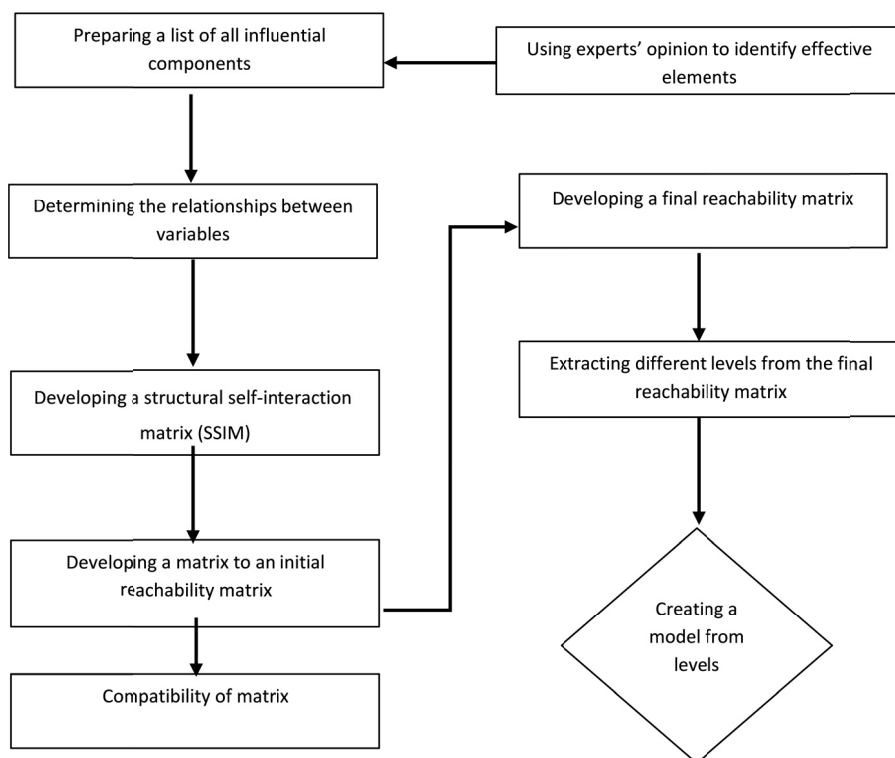 Preparing a list of all influential
components
Using experts' opinion to identify effective
elements
Determining the relationships between
variables
Developing a structural self-interaction
matrix (SSIM)
Developing a matrix to an initial
reachability matrix
Compatibility of matrix
Developing a final reachability matrix
Extracting different levels from the final
reachability matrix
Creating a
model from
levels